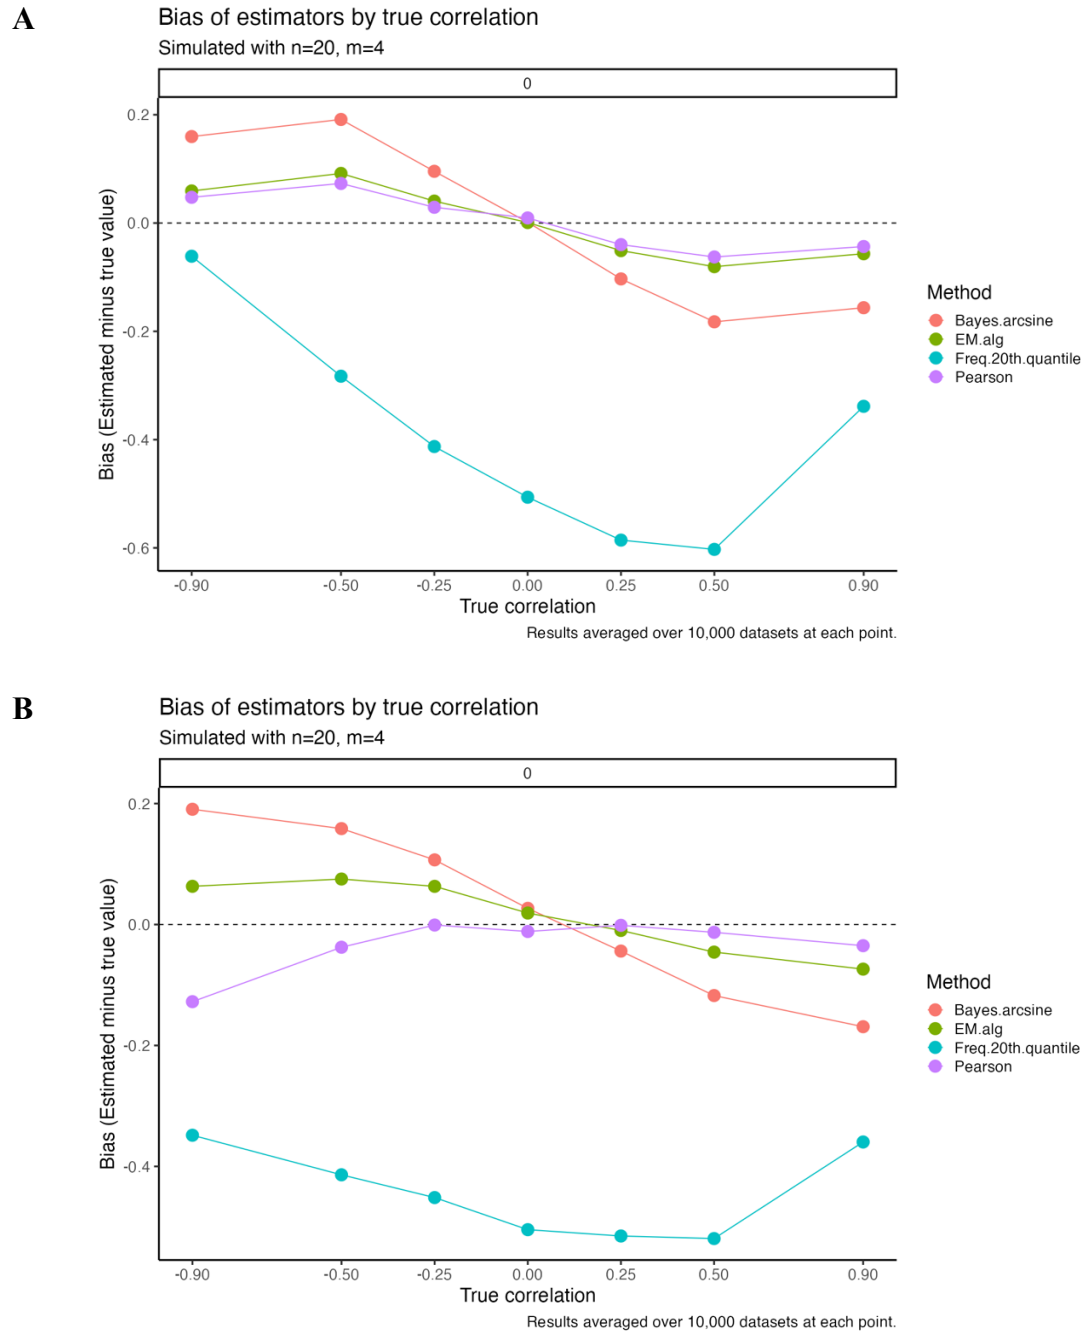 A
Bias of estimators by true correlation
Simulated with n=20, m=4
0
Bias (Estimated minus true value)
0.2
0.0
-0.2
-0.4
-0.6
-0.90 -0.50 -0.25 0.00 0.25 0.50 0.90
True correlation
Results averaged over 10,000 datasets at each point.
Method
Bayes.arcsine
EM.alg
Freq.20th.quantile
Pearson
B
Bias of estimators by true correlation
Simulated with n=20, m=4
0
Bias (Estimated minus true value)
0.2
0.0
-0.2
-0.4
-0.90 -0.50 -0.25 0.00 0.25 0.50 0.90
True correlation
Results averaged over 10,000 datasets at each point.
Method
Bayes.arcsine
EM.alg
Freq.20th.quantile
Pearson